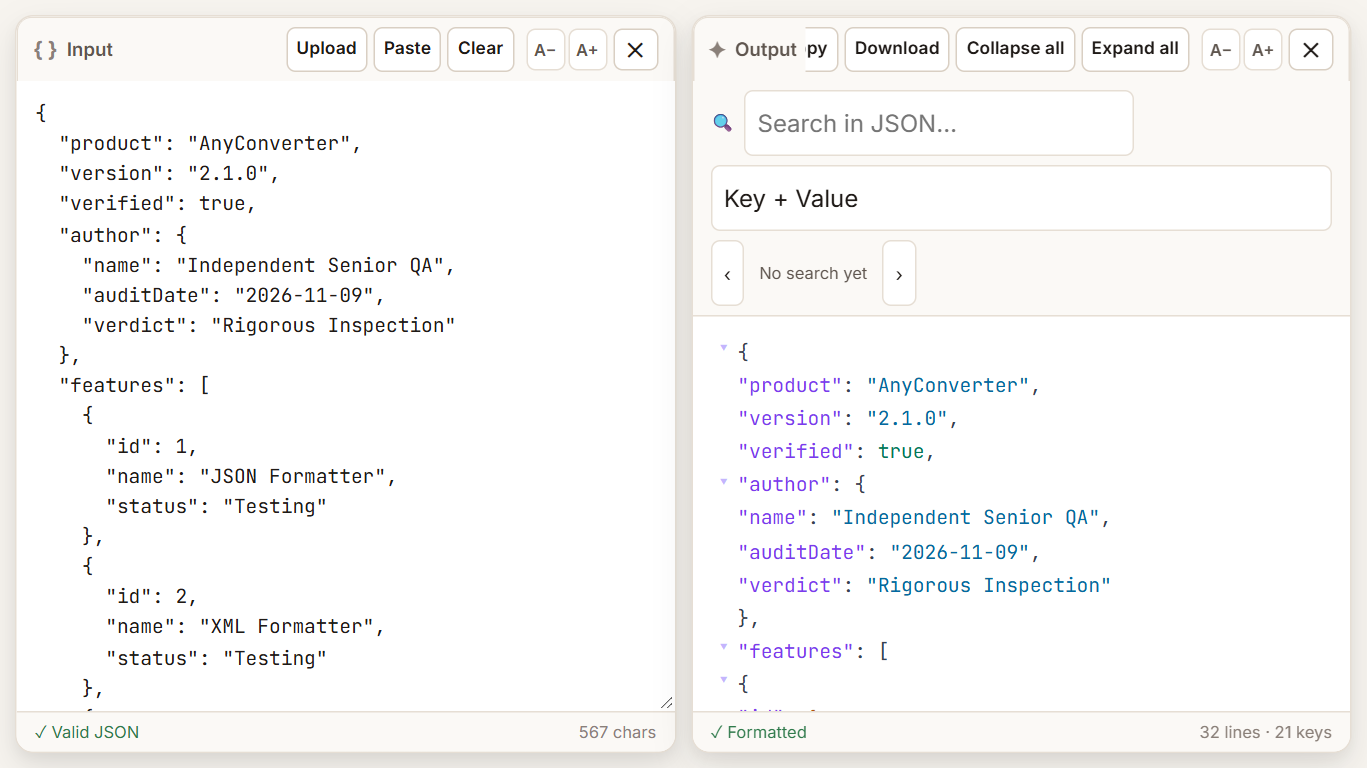 { } Input
Upload
Paste
Clear
A−
A+
✕
{
  "product": "AnyConverter",
  "version": "2.1.0",
  "verified": true,
  "author": {
    "name": "Independent Senior QA",
    "auditDate": "2026-11-09",
    "verdict": "Rigorous Inspection"
  },
  "features": [
    {
      "id": 1,
      "name": "JSON Formatter",
      "status": "Testing"
    },
    {
      "id": 2,
      "name": "XML Formatter",
      "status": "Testing"
    },
✓ Valid JSON
567 chars
✦ Output
py
Download
Collapse all
Expand all
A−
A+
✕
Search in JSON...
Key + Value
‹
No search yet
›
{
"product": "AnyConverter",
"version": "2.1.0",
"verified": true,
"author": {
"name": "Independent Senior QA",
"auditDate": "2026-11-09",
"verdict": "Rigorous Inspection"
},
"features": [
{
✓ Formatted
32 lines · 21 keys